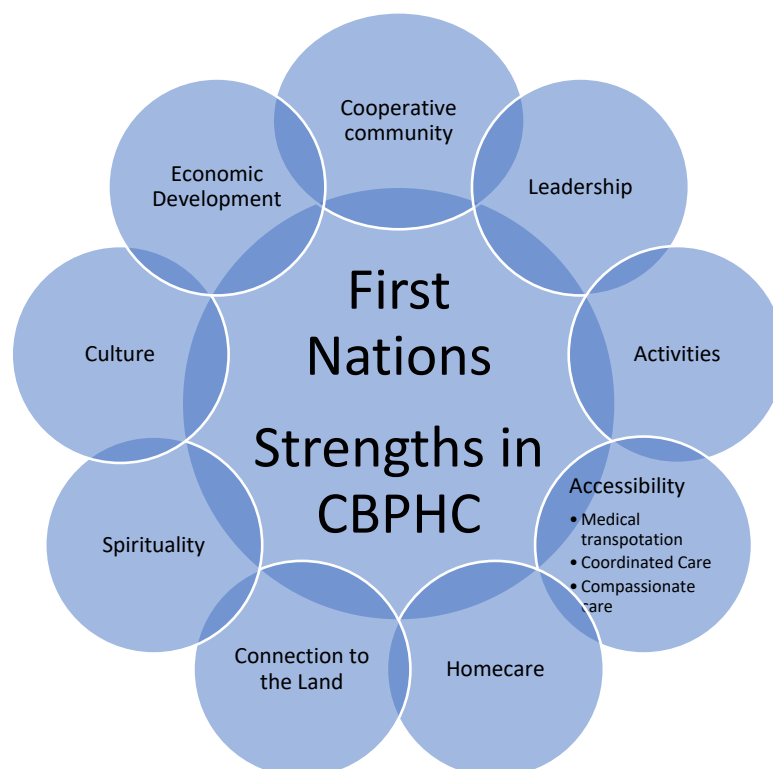 Cooperative
community
Leadership
Activities
Accessibility
• Medical
transpotation
• Coordinated Care
• Compassionate
care
Homecare
Connection to
the Land
Spirituality
Culture
Economic
Development
First
Nations
Strengths in
CBPHC